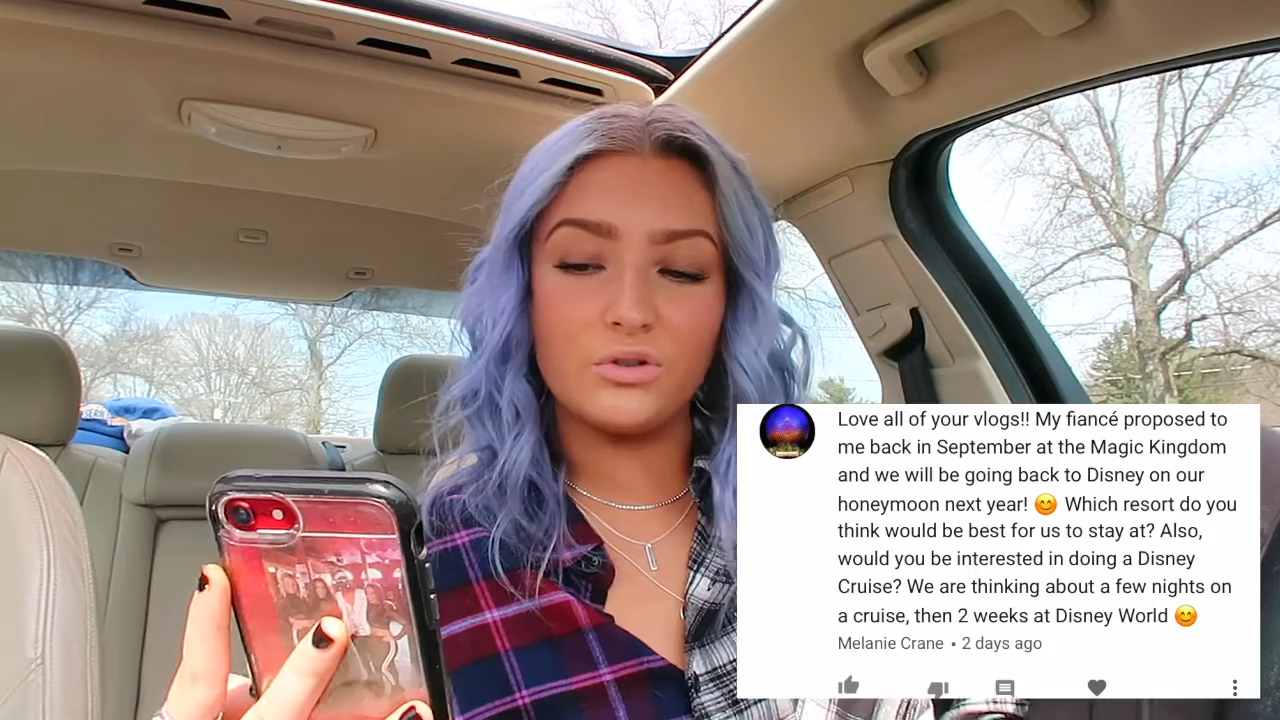 Love all of your vlogs!! My fiancé proposed to
me back in September at the Magic Kingdom
and we will be going back to Disney on our
honeymoon next year! 😊 Which resort do you
think would be best for us to stay at? Also,
would you be interested in doing a Disney
Cruise? We are thinking about a few nights on
a cruise, then 2 weeks at Disney World 😊
Melanie Crane • 2 days ago